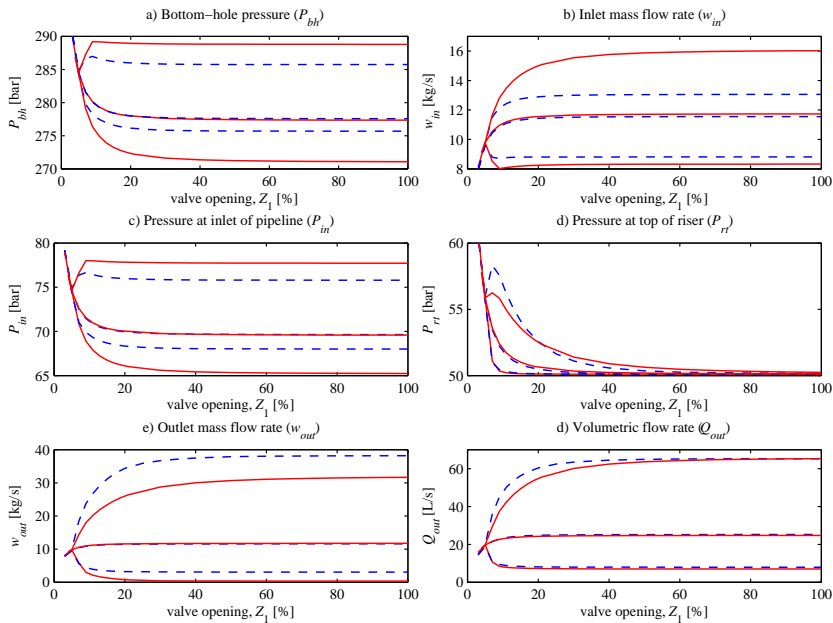 a) Bottom−hole pressure (P_bh)
290
285
280
275
270
P_bh [bar]
0 20 40 60 80 100
valve opening, Z_1 [%]
b) Inlet mass flow rate (w_in)
16
14
12
10
8
w_in [kg/s]
0 20 40 60 80 100
valve opening, Z_1 [%]
c) Pressure at inlet of pipeline (P_in)
80
75
70
65
P_in [bar]
0 20 40 60 80 100
valve opening, Z_1 [%]
d) Pressure at top of riser (P_rt)
60
55
50
P_rt [bar]
0 20 40 60 80 100
valve opening, Z_1 [%]
e) Outlet mass flow rate (w_out)
40
30
20
10
0
w_out [kg/s]
0 20 40 60 80 100
valve opening, Z_1 [%]
d) Volumetric flow rate (Q_out)
60
40
20
0
Q_out [L/s]
0 20 40 60 80 100
valve opening, Z_1 [%]